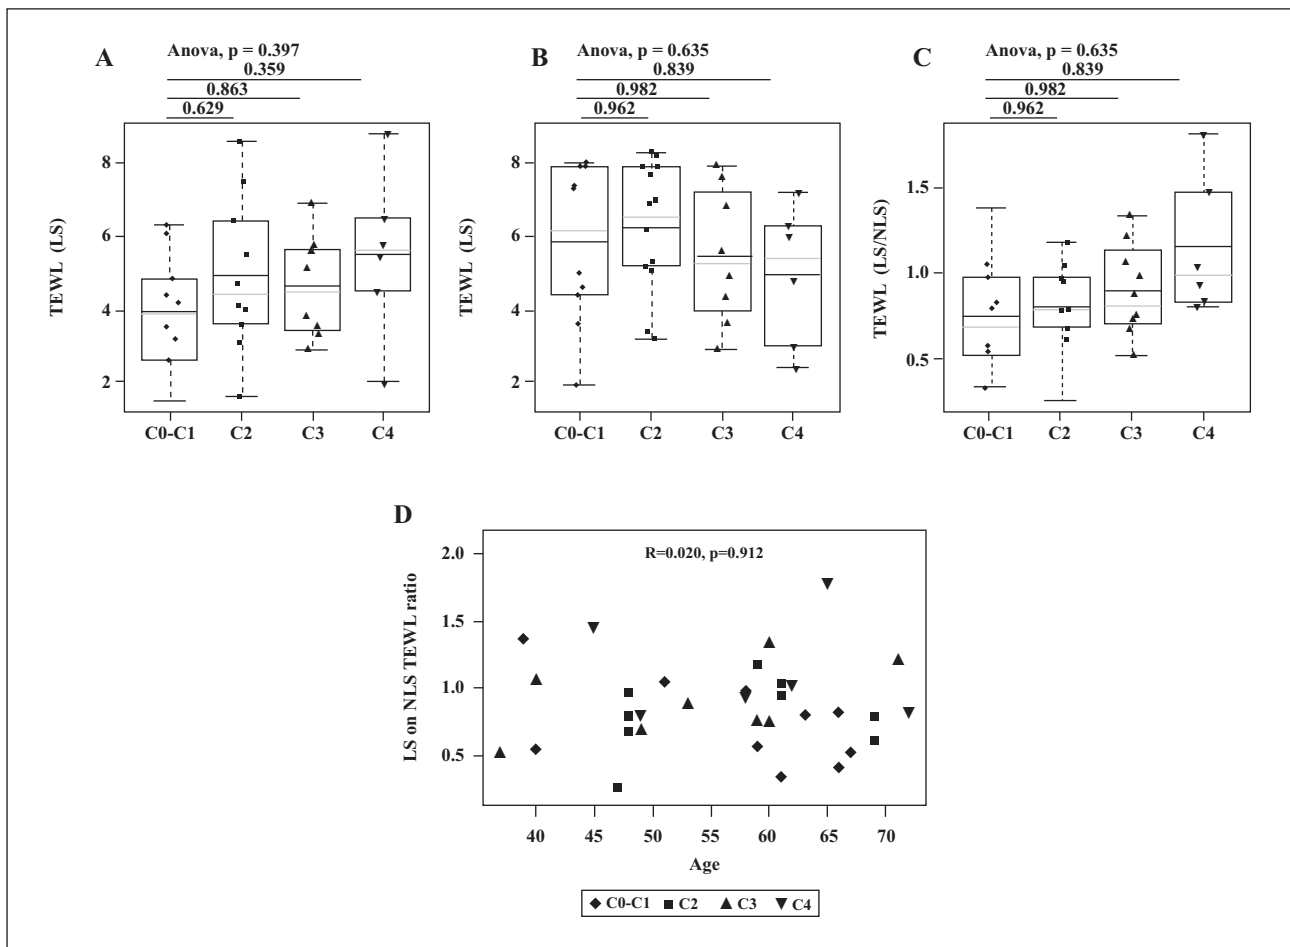 A
Anova, p = 0.397
0.359
0.863
0.629
TEWL (LS)
8
6
4
2
C0-C1 C2 C3 C4
B
Anova, p = 0.635
0.839
0.982
0.962
TEWL (LS)
8
6
4
2
C0-C1 C2 C3 C4
C
Anova, p = 0.635
0.839
0.982
0.962
TEWL (LS/NLS)
1.5
1.0
0.5
C0-C1 C2 C3 C4
D
R=0.020, p=0.912
LS on NLS TEWL ratio
2.0
1.5
1.0
0.5
40 45 50 55 60 65 70
Age
C0-C1 C2 C3 C4